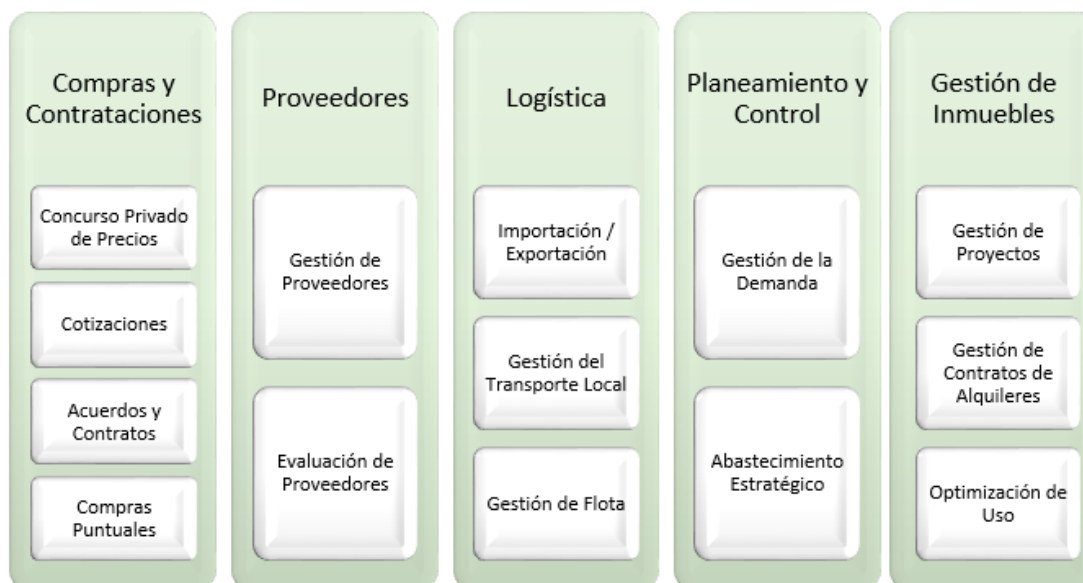 Compras y
Contrataciones
Concurso Privado
de Precios
Cotizaciones
Acuerdos y
Contratos
Compras
Puntuales
Proveedores
Gestión de
Proveedores
Evaluación de
Proveedores
Logística
Importación /
Exportación
Gestión del
Transporte Local
Gestión de Flota
Planeamiento y
Control
Gestión de la
Demanda
Abastecimiento
Estratégico
Gestión de
Inmuebles
Gestión de
Proyectos
Gestión de
Contratos de
Alquileres
Optimización de
Uso